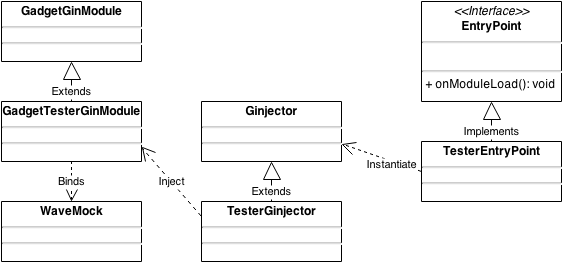 GadgetGinModule
<<Interface>>
EntryPoint
+ onModuleLoad(): void
Extends
GadgetTesterGinModule
Ginjector
Implements
TesterEntryPoint
Instantiate
Binds
Inject
Extends
WaveMock
TesterGinjector